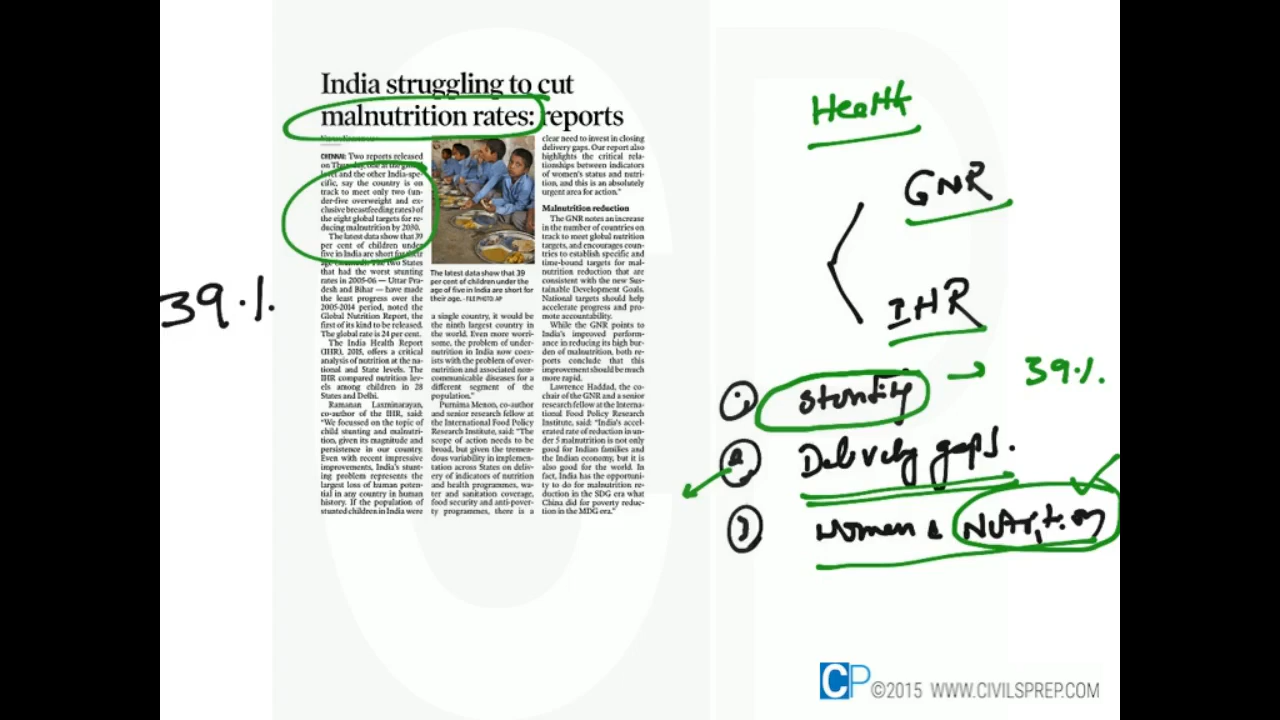 India struggling to cut
malnutrition rates: reports
CHENNAI: Two reports released
on Thursday, one at the global
level and the other India-spe-
cific, say the country is on
track to meet only two (un-
der-five overweight and ex-
clusive breastfeeding rates) of
the eight global targets for re-
ducing malnutrition by 2030.
The latest data show that 39
per cent of children under
five in India are short for their
age (stunted). The two States
that had the worst stunting
rates in 2005-06 — Uttar Pra-
desh and Bihar — have made
the least progress over the
2005-2014 period, noted the
Global Nutrition Report, the
first of its kind to be released.
The global rate is 24 per cent.
The India Health Report
(IHR), 2015, offers a critical
analysis of nutrition at the na-
tional and State levels. The
IHR compared nutrition lev-
els among children in 28
States and Delhi.
Ramanan Laxminarayan,
co-author of the IHR, said:
“We focussed on the topic of
child stunting and malnutri-
tion, given its magnitude and
persistence in our country.
Even with recent impressive
improvements, India's stunt-
ing problem represents the
largest loss of human poten-
tial in any country in human
history. If the population of
stunted children in India were
The latest data show that 39
per cent of children under the
age of five in India are short for
their age. - FILE PHOTO: AP
a single country, it would be
the ninth largest country in
the world. Even more worri-
some, the problem of under-
nutrition in India now coex-
ists with the problem of over-
nutrition and associated non-
communicable diseases for a
different segment of the
population.”
Purnima Menon, co-author
and senior research fellow at
the International Food Policy
Research Institute, said: “The
scope of action needs to be
broad, but given the tremen-
dous variability in implemen-
tation across States on deliv-
ery of indicators of nutrition
and health programmes, wa-
ter and sanitation coverage,
food security and anti-pover-
ty programmes, there is a
clear need to invest in closing
delivery gaps. Our report also
highlights the critical rela-
tionships between indicators
of women's status and nutri-
tion, and this is an absolutely
urgent area for action.”
Malnutrition reduction
The GNR notes an increase
in the number of countries on
track to meet global nutrition
targets, and encourages coun-
tries to establish specific and
time-bound targets for mal-
nutrition reduction that are
consistent with the new Sus-
tainable Development Goals.
National targets should help
accelerate progress and pro-
mote accountability.
While the GNR points to
India's improved perform-
ance in reducing its high bur-
den of malnutrition, both re-
ports conclude that this
improvement should be much
more rapid.
Lawrence Haddad, the co-
chair of the GNR and a senior
research fellow at the Interna-
tional Food Policy Research
Institute, said: “India's accel-
erated rate of reduction in un-
der 5 malnutrition is not only
good for Indian families and
the Indian economy, but it is
also good for the world. In
fact, India has the opportuni-
ty to do for malnutrition re-
duction in the SDG era what
China did for poverty reduc-
tion in the MDG era.”
39%
Health
GNR
IHR
① Stunting → 39%.
② Delivery gaps.
③ women & Nutrition
CP ©2015 WWW.CIVILSPREP.COM